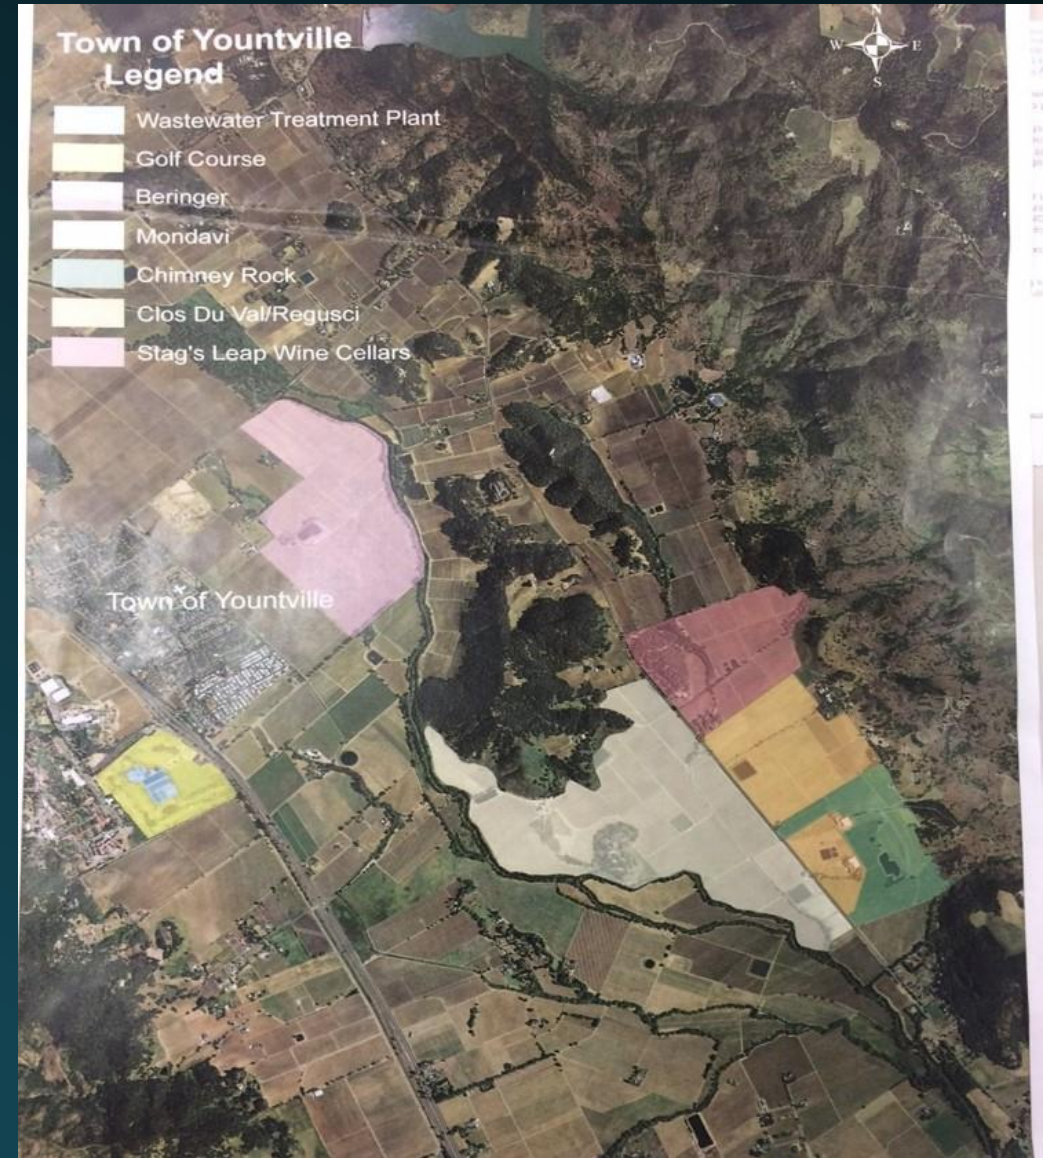 Town of Yountville
Legend
Wastewater Treatment Plant
Golf Course
Beringer
Mondavi
Chimney Rock
Clos Du Val/Regusci
Stag's Leap Wine Cellars
N
W E
S
Town of Yountville